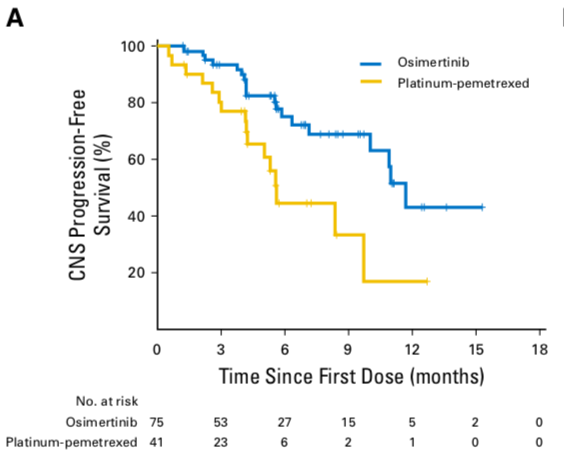 A
Osimertinib
Platinum-pemetrexed
CNS Progression-Free
Survival (%)
100
80
60
40
20
0 3 6 9 12 15 18
Time Since First Dose (months)
No. at risk
Osimertinib 75 53 27 15 5 2 0
Platinum-pemetrexed 41 23 6 2 1 0 0